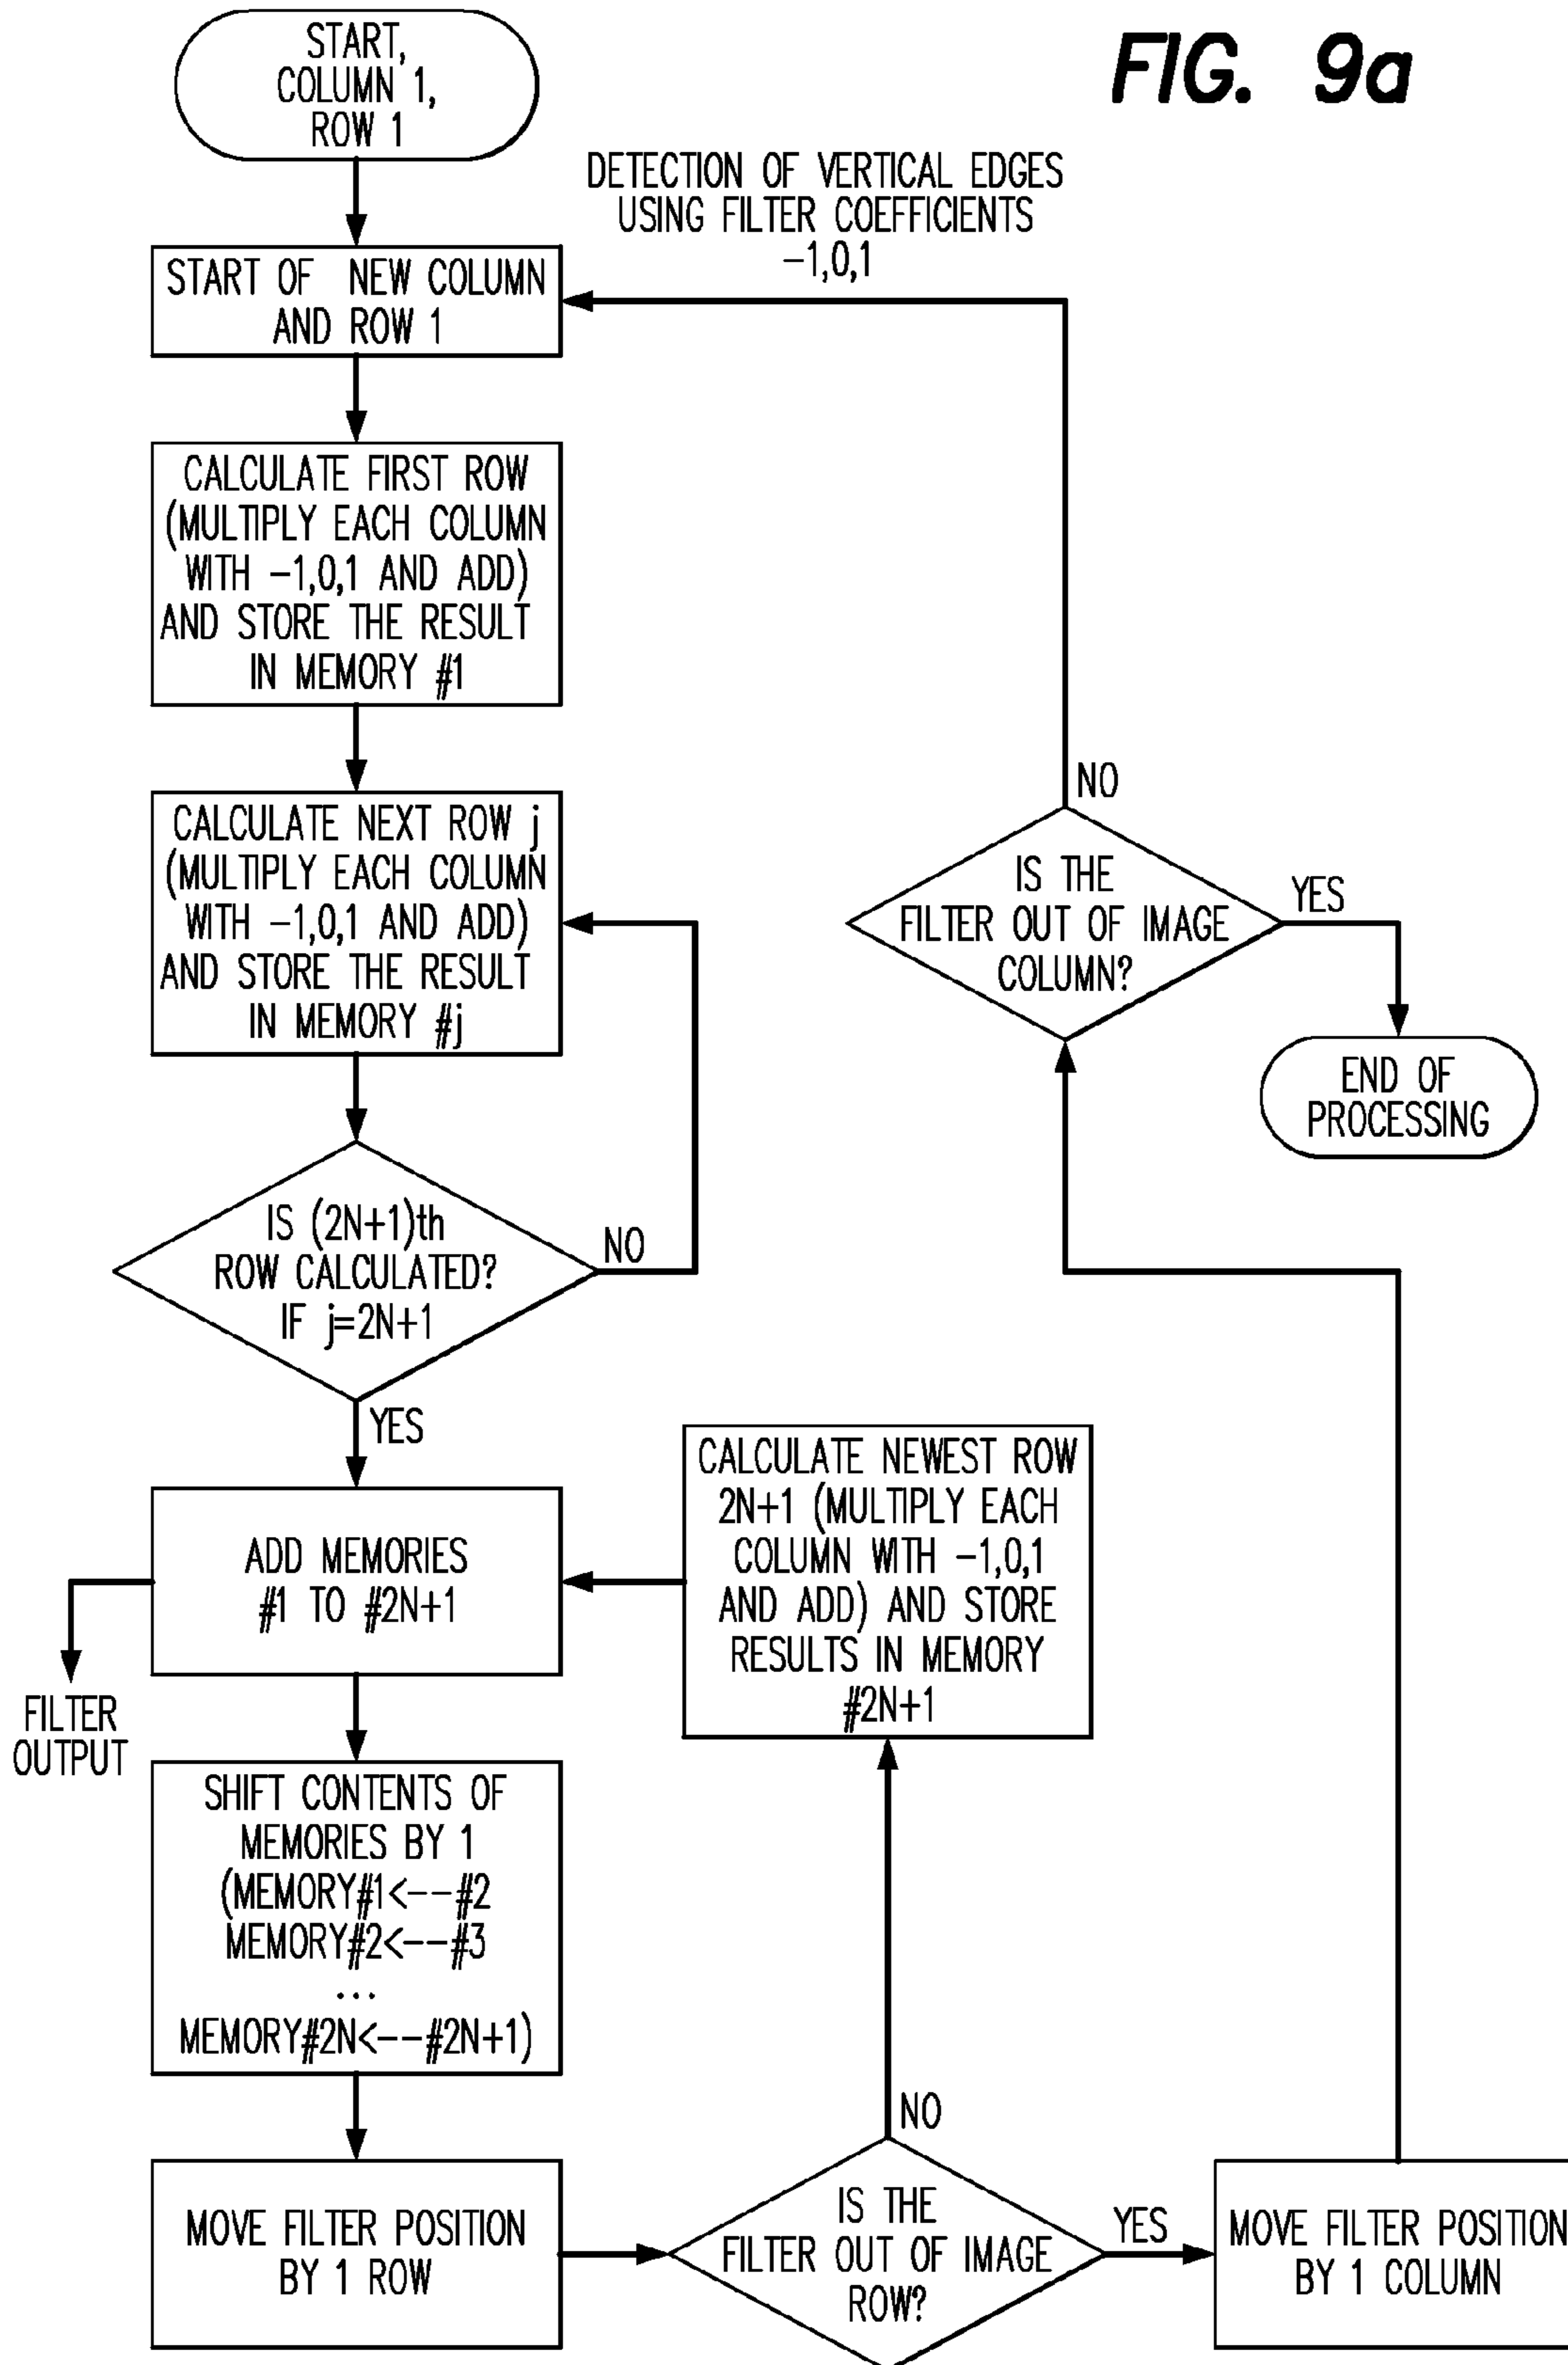 FIG. 9a
START,
COLUMN 1,
ROW 1
DETECTION OF VERTICAL EDGES
USING FILTER COEFFICIENTS
-1,0,1
START OF NEW COLUMN
AND ROW 1
CALCULATE FIRST ROW
(MULTIPLY EACH COLUMN
WITH -1,0,1 AND ADD)
AND STORE THE RESULT
IN MEMORY #1
CALCULATE NEXT ROW j
(MULTIPLY EACH COLUMN
WITH -1,0,1 AND ADD)
AND STORE THE RESULT
IN MEMORY #j
NO
IS THE
FILTER OUT OF IMAGE
COLUMN?
YES
END OF
PROCESSING
IS (2N+1)th
ROW CALCULATED?
IF j=2N+1
NO
YES
ADD MEMORIES
#1 TO #2N+1
CALCULATE NEWEST ROW
2N+1 (MULTIPLY EACH
COLUMN WITH -1,0,1
AND ADD) AND STORE
RESULTS IN MEMORY
#2N+1
FILTER
OUTPUT
SHIFT CONTENTS OF
MEMORIES BY 1
(MEMORY#1<--#2
MEMORY#2<--#3
...
MEMORY#2N<--#2N+1)
NO
MOVE FILTER POSITION
BY 1 ROW
IS THE
FILTER OUT OF IMAGE
ROW?
YES
MOVE FILTER POSITION
BY 1 COLUMN